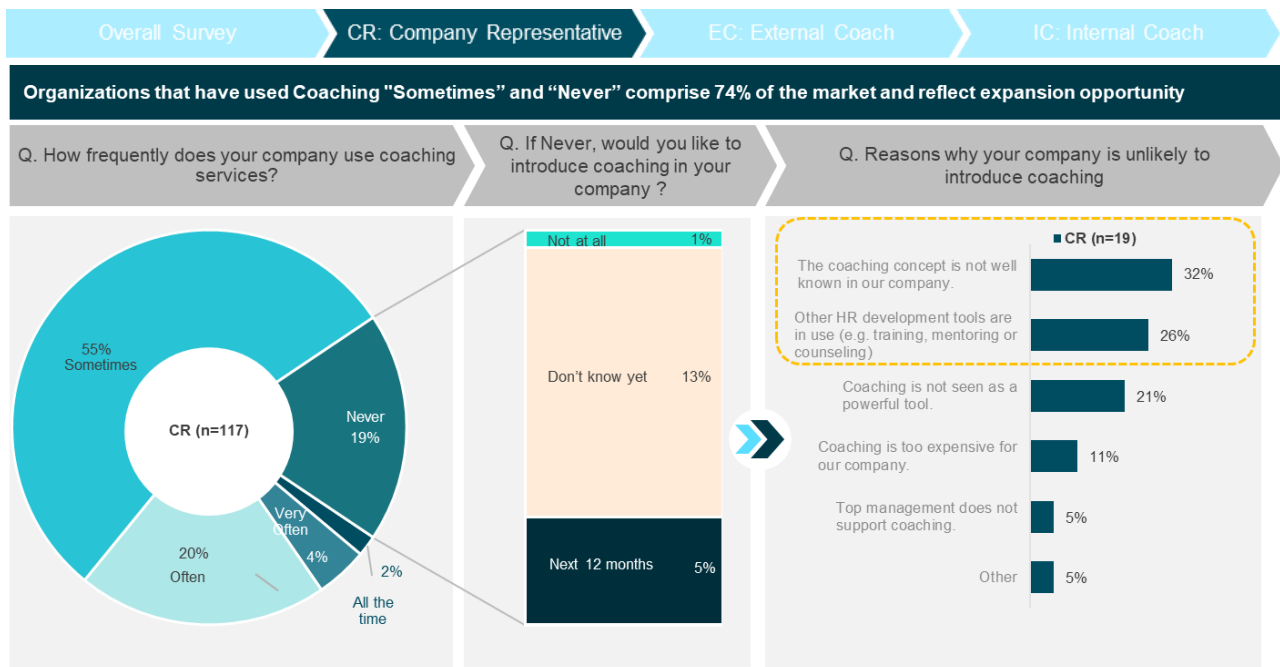 Overall Survey
CR: Company Representative
EC: External Coach
IC: Internal Coach
Organizations that have used Coaching "Sometimes” and “Never” comprise 74% of the market and reflect expansion opportunity
Q. How frequently does your company use coaching
services?
Q. If Never, would you like to
introduce coaching in your
company ?
Q. Reasons why your company is unlikely to
introduce coaching
55%
Sometimes
CR (n=117)
Never
19%
Very
Often
4%
20%
Often
2%
All the
time
Not at all 1%
Don’t know yet 13%
Next 12 months 5%
CR (n=19)
The coaching concept is not well
known in our company.
32%
Other HR development tools are
in use (e.g. training, mentoring or
counseling)
26%
Coaching is not seen as a
powerful tool.
21%
Coaching is too expensive for
our company.
11%
Top management does not
support coaching.
5%
Other
5%